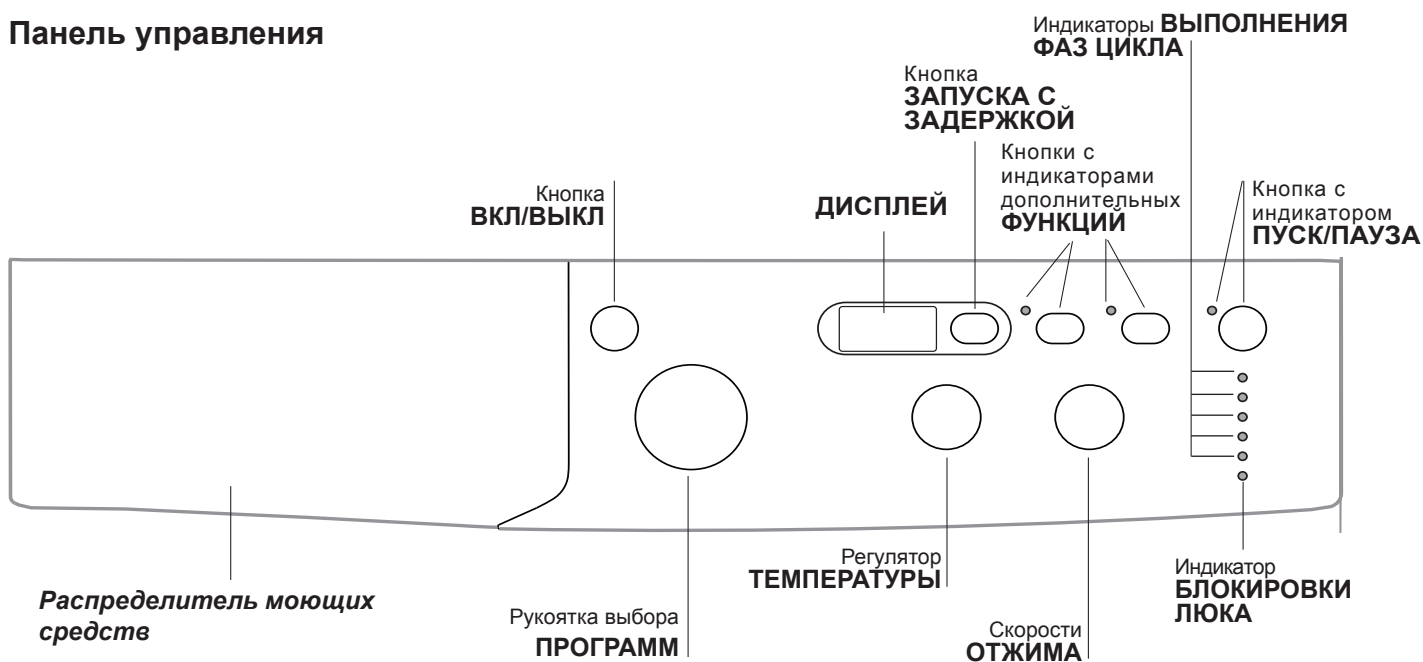 Панель управления
Индикаторы ВЫПОЛНЕНИЯ
ФАЗ ЦИКЛА
Кнопка
ЗАПУСКА С
ЗАДЕРЖКОЙ
Кнопки с
индикаторами
дополнительных
ФУНКЦИЙ
Кнопка
ВКЛ/ВЫКЛ
ДИСПЛЕЙ
Кнопка с
индикатором
ПУСК/ПАУЗА
Распределитель моющих
средств
Рукоятка выбора
ПРОГРАММ
Регулятор
ТЕМПЕРАТУРЫ
Скорости
ОТЖИМА
Индикатор
БЛОКИРОВКИ
ЛЮКА